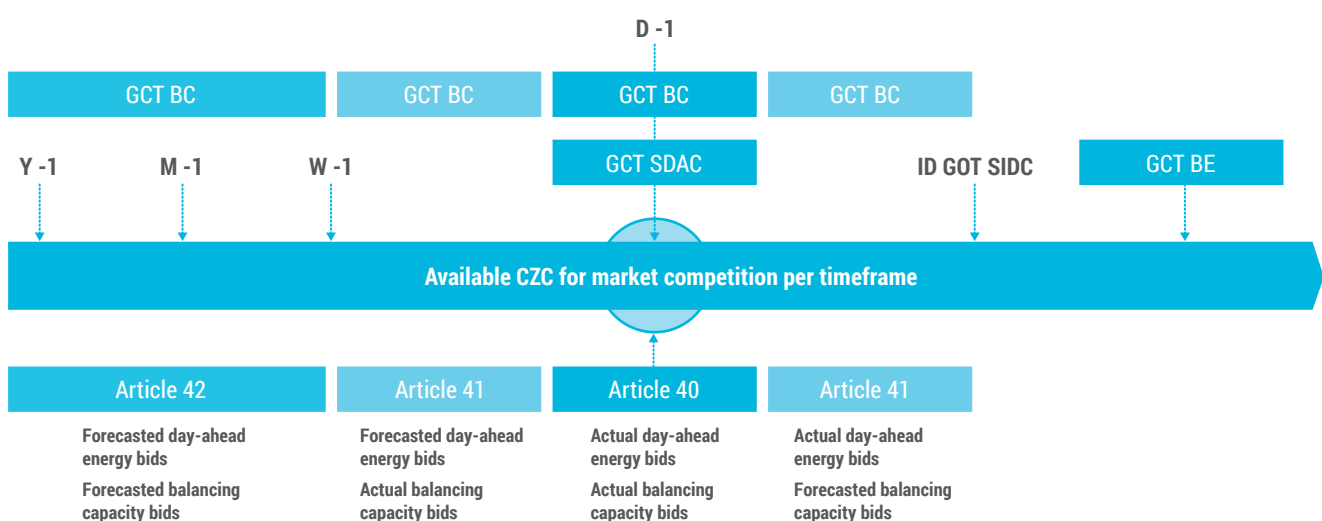 D -1
GCT BC
GCT BC
GCT BC
GCT BC
Y -1
M -1
W -1
GCT SDAC
ID GOT SIDC
GCT BE
Available CZC for market competition per timeframe
Article 42
Article 41
Article 40
Article 41
Forecasted day-ahead
energy bids
Forecasted balancing
capacity bids
Forecasted day-ahead
energy bids
Actual balancing
capacity bids
Actual day-ahead
energy bids
Actual balancing
capacity bids
Actual day-ahead
energy bids
Forecasted balancing
capacity bids